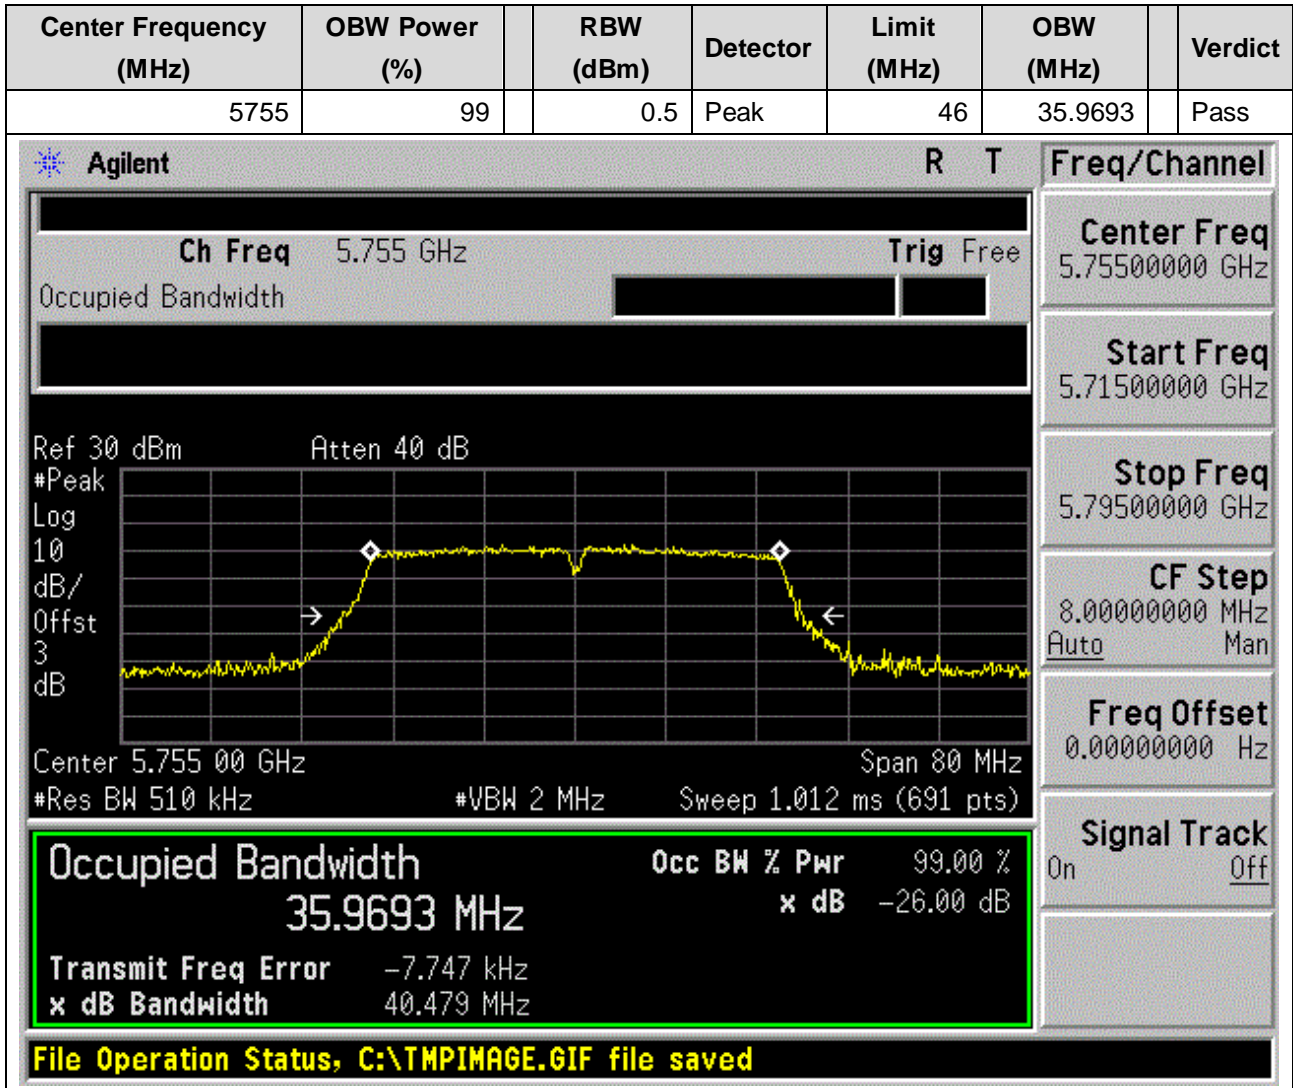 Center Frequency (MHz) OBW Power (%) RBW (dBm) Detector Limit (MHz) OBW (MHz) Verdict
5755 99 0.5 Peak 46 35.9693 Pass
Agilent R T Freq/Channel
Ch Freq 5.755 GHz Trig Free
Occupied Bandwidth
Center Freq
5.75500000 GHz
Start Freq
5.71500000 GHz
Stop Freq
5.79500000 GHz
CF Step
8.00000000 MHz
Auto Man
Freq Offset
0.00000000 Hz
Signal Track
On Off
Ref 30 dBm Atten 40 dB
#Peak
Log
10
dB/
Offst
3
dB
Center 5.755 00 GHz Span 80 MHz
#Res BW 510 kHz #VBW 2 MHz Sweep 1.012 ms (691 pts)
Occupied Bandwidth Occ BW % Pwr 99.00 %
35.9693 MHz x dB -26.00 dB
Transmit Freq Error -7.747 kHz
x dB Bandwidth 40.479 MHz
File Operation Status, C:\TMPIMAGE.GIF file saved